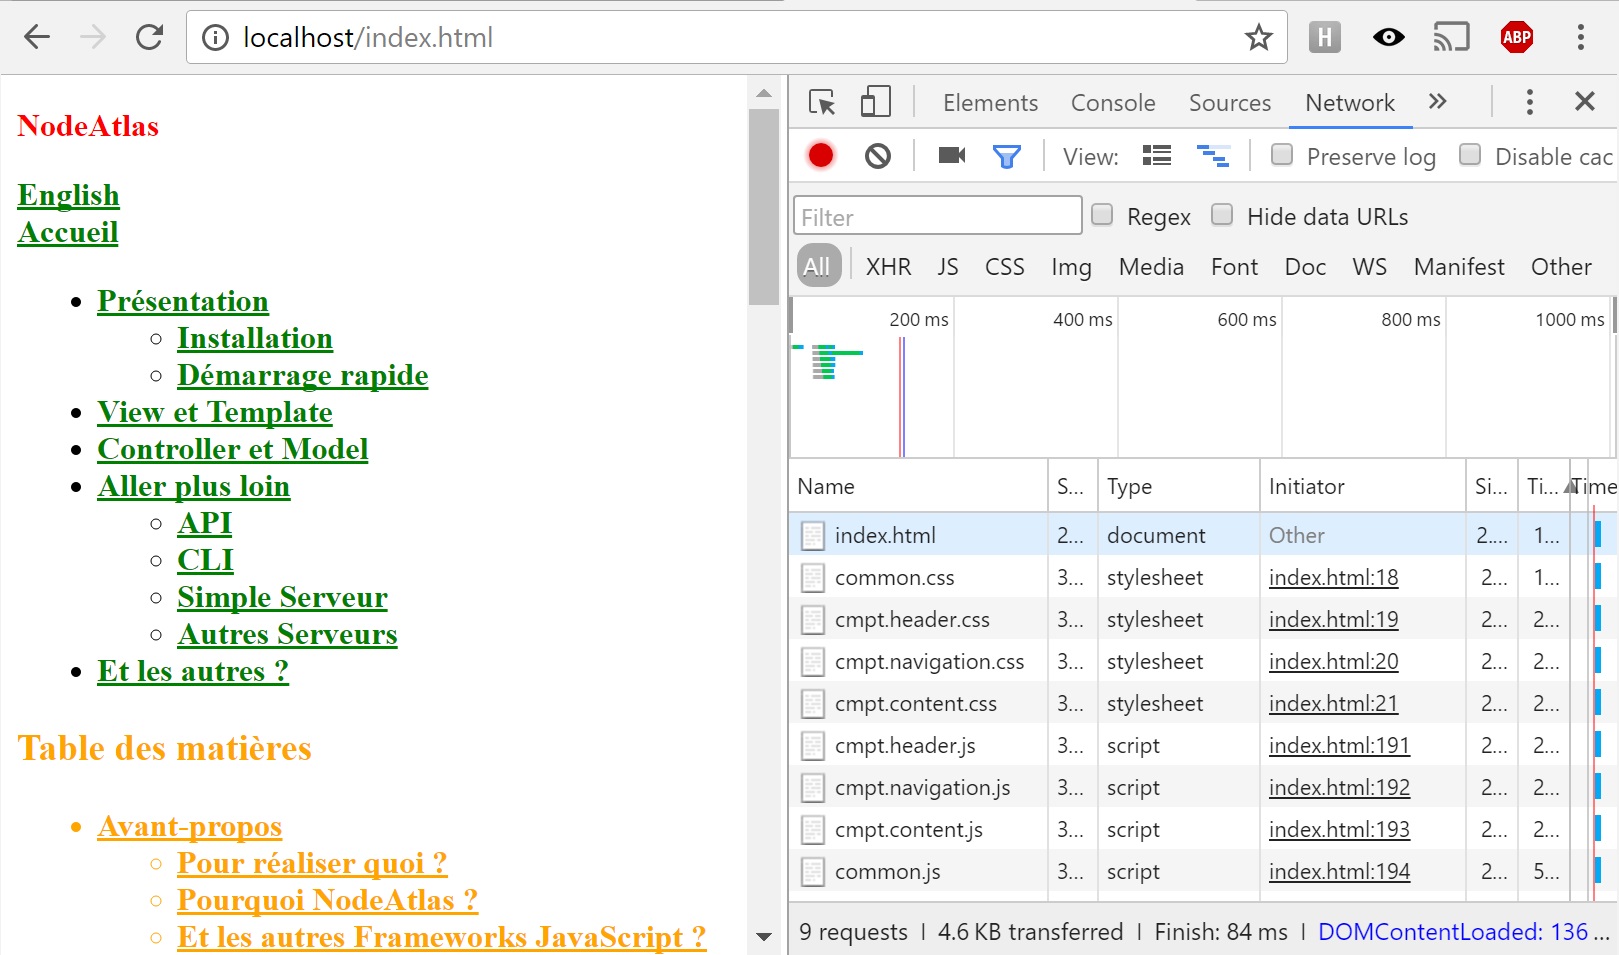 localhost/index.html
H
ABP
NodeAtlas
English
Accueil
Présentation
Installation
Démarrage rapide
View et Template
Controller et Model
Aller plus loin
API
CLI
Simple Serveur
Autres Serveurs
Et les autres ?
Table des matières
Avant-propos
Pour réaliser quoi ?
Pourquoi NodeAtlas ?
Et les autres Frameworks JavaScript ?
Elements Console Sources Network »
View: Preserve log Disable cac
Filter Regex Hide data URLs
All XHR JS CSS Img Media Font Doc WS Manifest Other
200 ms 400 ms 600 ms 800 ms 1000 ms
Name S... Type Initiator Si... Ti... Time
index.html 2... document Other 2.... 1...
common.css 3... stylesheet index.html:18 2... 1...
cmpt.header.css 3... stylesheet index.html:19 2... 2...
cmpt.navigation.css 3... stylesheet index.html:20 2... 2...
cmpt.content.css 3... stylesheet index.html:21 2... 2...
cmpt.header.js 3... script index.html:191 2... 2...
cmpt.navigation.js 3... script index.html:192 2... 2...
cmpt.content.js 3... script index.html:193 2... 2...
common.js 3... script index.html:194 2... 5...
9 requests | 4.6 KB transferred | Finish: 84 ms | DOMContentLoaded: 136 ...